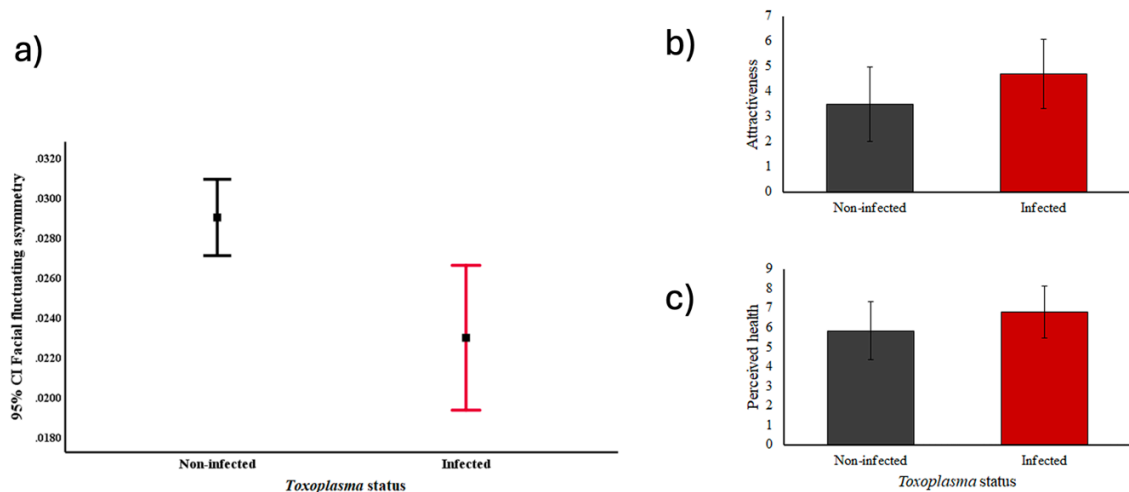 a)
95% CI Facial fluctuating asymmetry
.0320
.0300
.0280
.0260
.0240
.0220
.0200
.0180
Non-infected Infected
Toxoplasma status
b)
Attractiveness
7
6
5
4
3
2
1
0
Non-infected Infected
c)
Perceived health
9
8
7
6
5
4
3
2
1
0
Non-infected Infected
Toxoplasma status